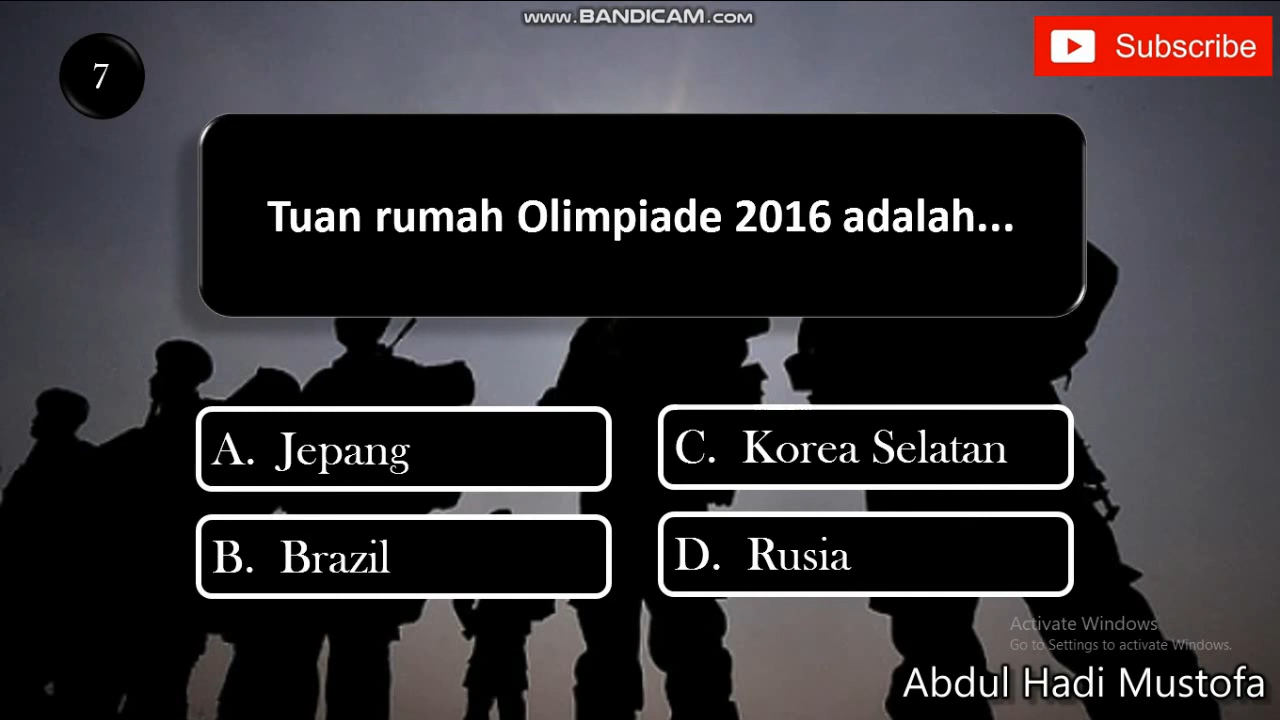 www.BANDICAM.com
Subscribe
7
Tuan rumah Olimpiade 2016 adalah...
A. Jepang
C. Korea Selatan
B. Brazil
D. Rusia
Activate Windows
Go to Settings to activate Windows.
Abdul Hadi Mustofa